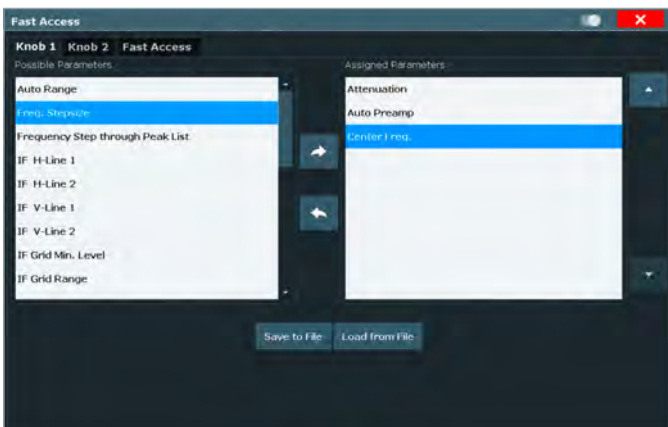 Fast Access
Knob 1 Knob 2 Fast Access
Possible Parameters
Assigned Parameters
Auto Range
Freq. Stepsize
Frequency Step through Peak List
IF H-Line 1
IF H-Line 2
IF V-Line 1
IF V-Line 2
IF Grid Min. Level
IF Grid Range
Attenuation
Auto Preamp
Center Freq.
Save to File
Load from File